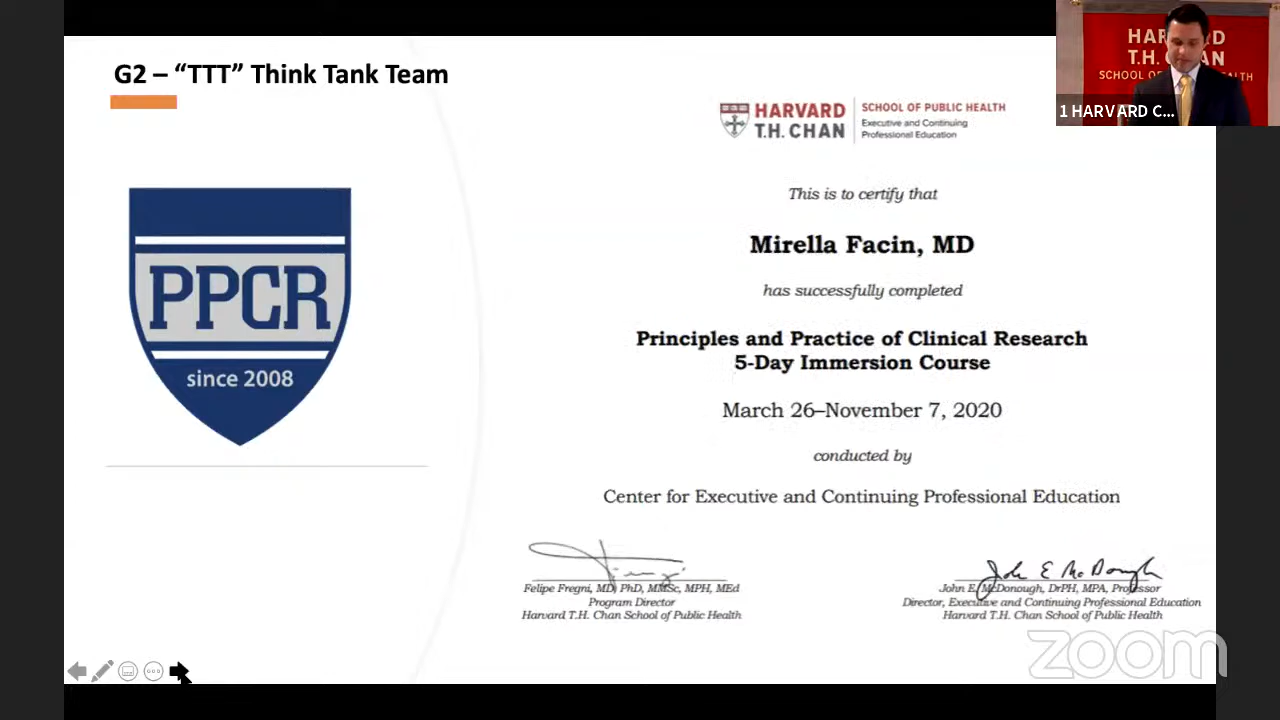 G2 – “TTT” Think Tank Team
PPCR
since 2008
HARVARD
T.H. CHAN
SCHOOL OF PUBLIC HEALTH
Executive and Continuing
Professional Education
This is to certify that
Mirella Facin, MD
has successfully completed
Principles and Practice of Clinical Research
5-Day Immersion Course
March 26–November 7, 2020
conducted by
Center for Executive and Continuing Professional Education
Felipe Fregni, MD, PhD, MMSc, MPH, MEd
Program Director
Harvard T.H. Chan School of Public Health
John E McDonough
John E. McDonough, DrPH, MPA, Professor
Director, Executive and Continuing Professional Education
Harvard T.H. Chan School of Public Health
zoom
T.H.
SCHOOL
HEALTH
1 HARVARD C...